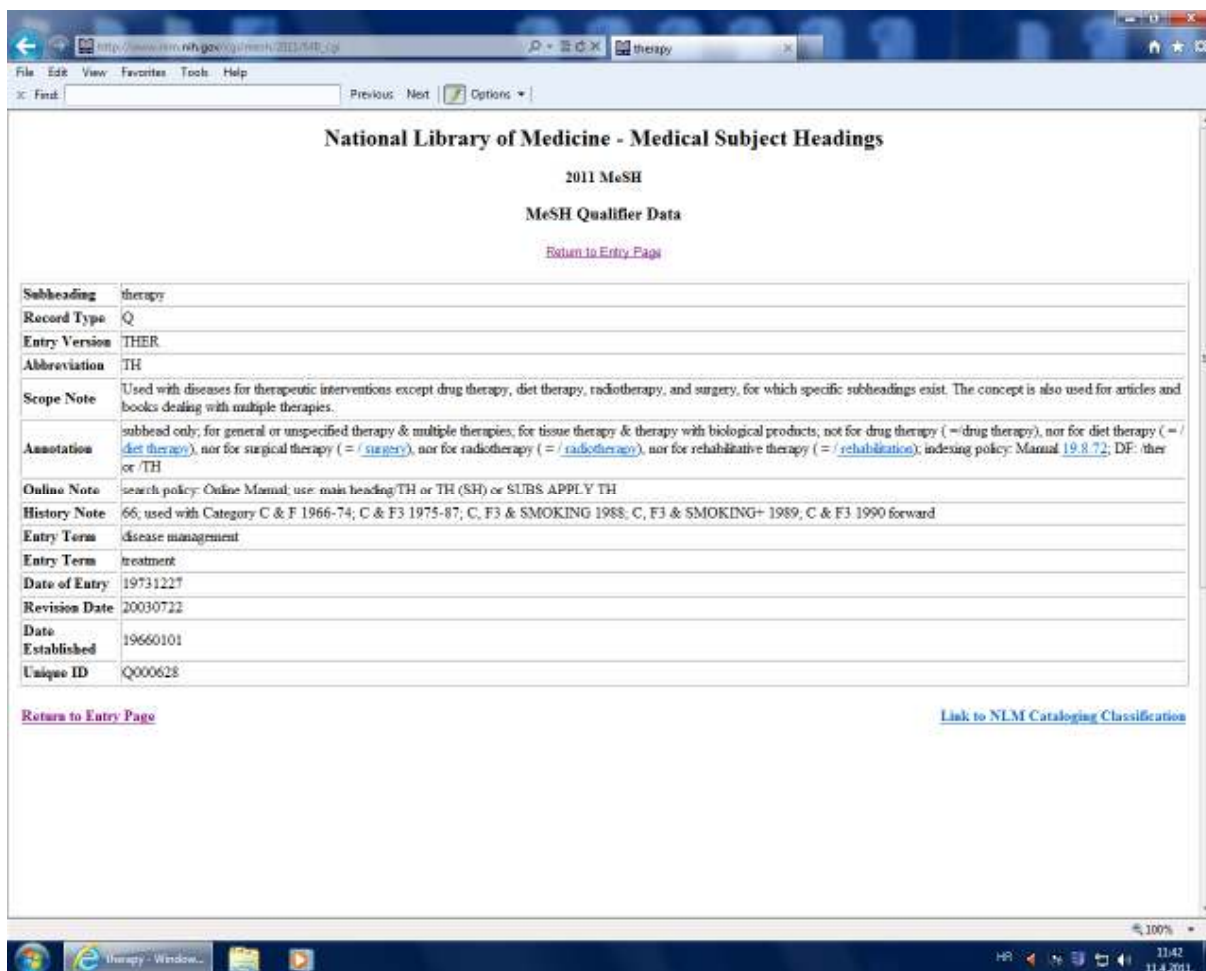 therapy
File Edit View Favorites Tools Help
x Find: Previous Next Options
National Library of Medicine - Medical Subject Headings
2011 MeSH
MeSH Qualifier Data
Return to Entry Page
Subheading therapy
Record Type Q
Entry Version THER
Abbreviation TH
Scope Note Used with diseases for therapeutic interventions except drug therapy, diet therapy, radiotherapy, and surgery, for which specific subheadings exist. The concept is also used for articles and
books dealing with multiple therapies.
Annotation subhead only; for general or unspecified therapy & multiple therapies; for tissue therapy & therapy with biological products; not for drug therapy ( =/drug therapy), nor for diet therapy ( = /
diet therapy), nor for surgical therapy ( = / surgery), nor for radiotherapy ( = / radiotherapy), nor for rehabilitative therapy ( = / rehabilitation); indexing policy: Manual 19.8.72; DF: /ther
or /TH
Online Note search policy: Online Manual; use: main heading/TH or TH (SH) or SUBS APPLY TH
History Note 66; used with Category C & F 1966-74; C & F3 1975-87; C, F3 & SMOKING 1988; C, F3 & SMOKING+ 1989; C & F3 1990 forward
Entry Term disease management
Entry Term treatment
Date of Entry 19731227
Revision Date 20030722
Date
Established 19660101
Unique ID Q000628
Return to Entry Page Link to NLM Cataloging Classification
100%
therapy - Window... HR 11:42
11.4.2011.